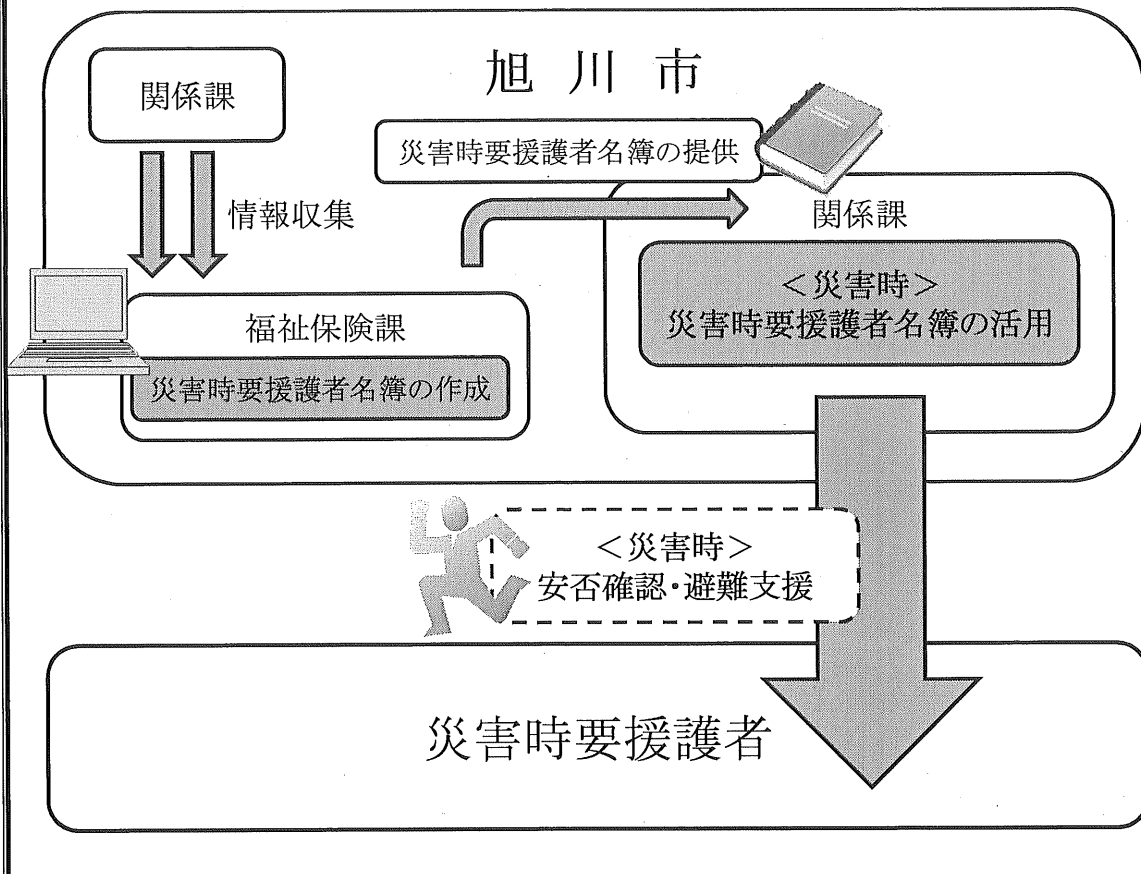 旭川市
関係課
災害時要援護者名簿の提供
情報収集
関係課
＜災害時＞
災害時要援護者名簿の活用
福祉保険課
災害時要援護者名簿の作成
＜災害時＞
安否確認・避難支援
災害時要援護者